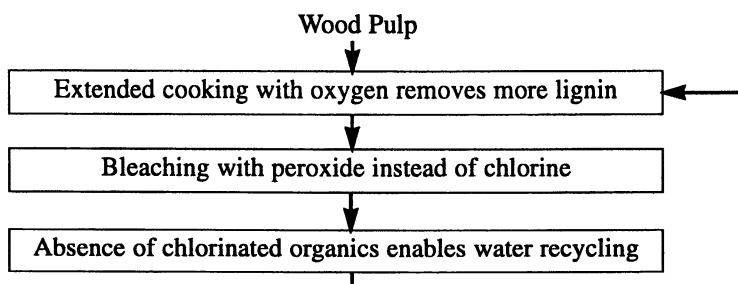 Wood Pulp
Extended cooking with oxygen removes more lignin
Bleaching with peroxide instead of chlorine
Absence of chlorinated organics enables water recycling